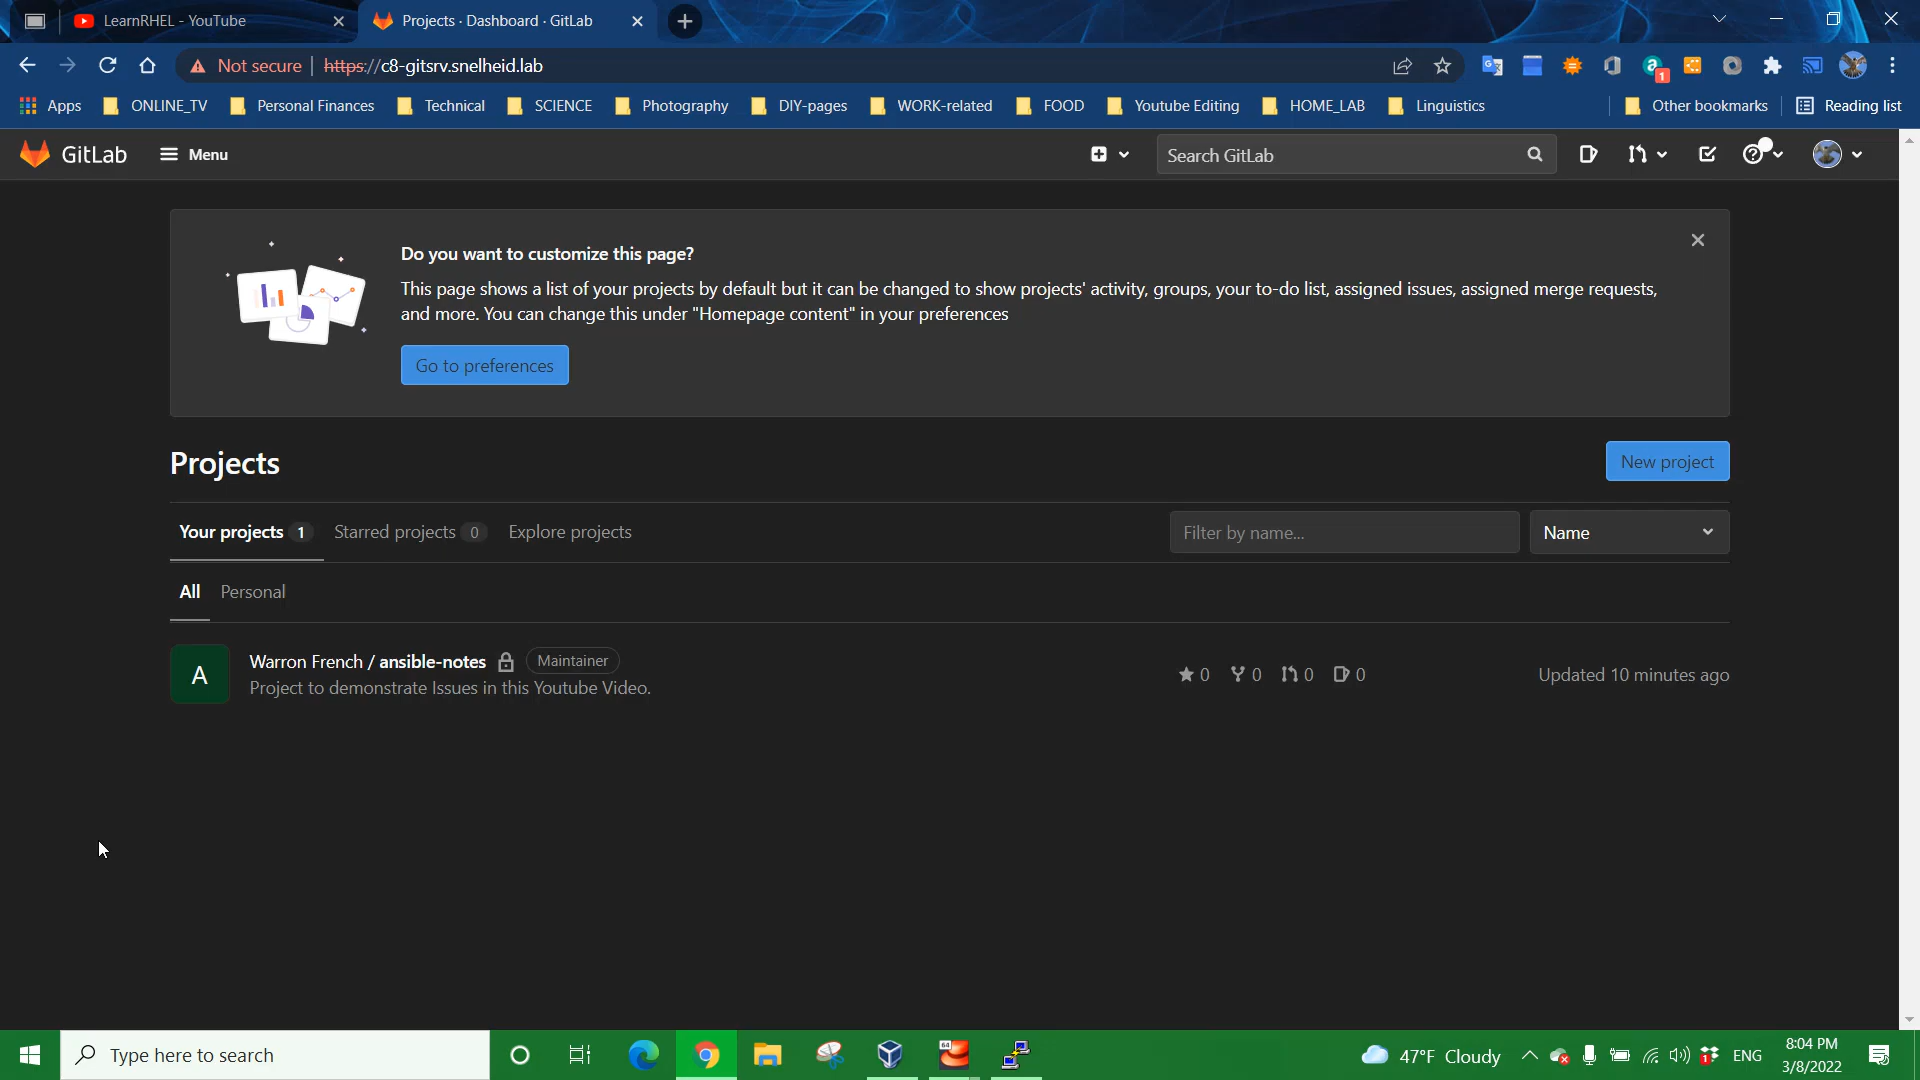 LearnRHEL - YouTube
Projects · Dashboard · GitLab
Not secure
https://c8-gitsrv.snelheid.lab
1
Apps
ONLINE_TV
Personal Finances
Technical
SCIENCE
Photography
DIY-pages
WORK-related
FOOD
Youtube Editing
HOME_LAB
Linguistics
Other bookmarks
Reading list
GitLab
Menu
Search GitLab
Do you want to customize this page?
This page shows a list of your projects by default but it can be changed to show projects' activity, groups, your to-do list, assigned issues, assigned merge requests,
and more. You can change this under "Homepage content" in your preferences
Go to preferences
Projects
New project
Your projects 1
Starred projects 0
Explore projects
Filter by name...
Name
All
Personal
A
Warron French / ansible-notes
Maintainer
Project to demonstrate Issues in this Youtube Video.
0
0
0
0
Updated 10 minutes ago
Type here to search
64
47°F Cloudy
1
ENG
8:04 PM
3/8/2022